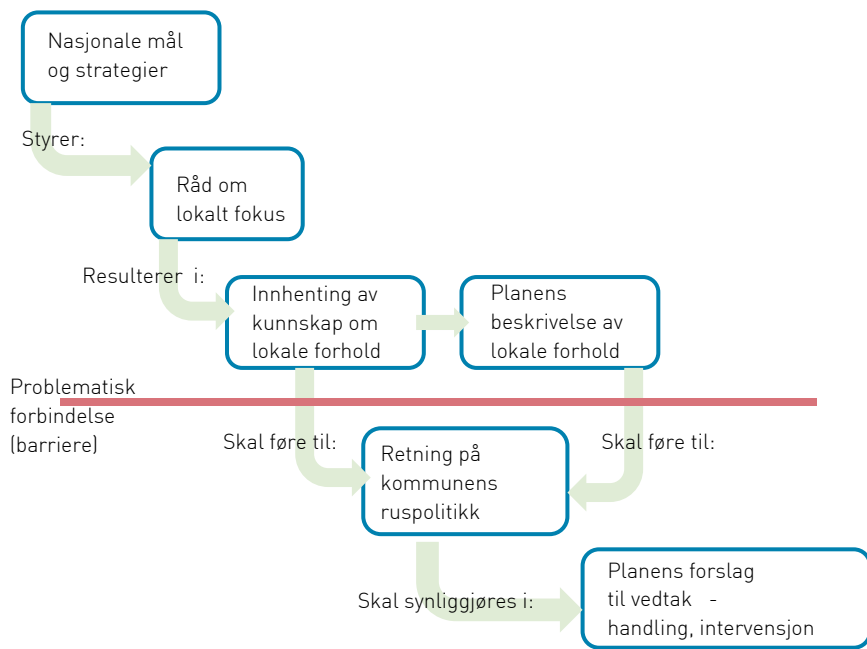 Nasjonale mål
og strategier
Styrer:
Råd om
lokalt fokus
Resulterer i:
Innhenting av
kunnskap om
lokale forhold
Planens
beskrivelse av
lokale forhold
Problematisk
forbindelse
(barriere)
Skal føre til:
Retning på
kommunens
ruspolitikk
Skal føre til:
Skal synliggjøres i:
Planens forslag
til vedtak -
handling, intervensjon